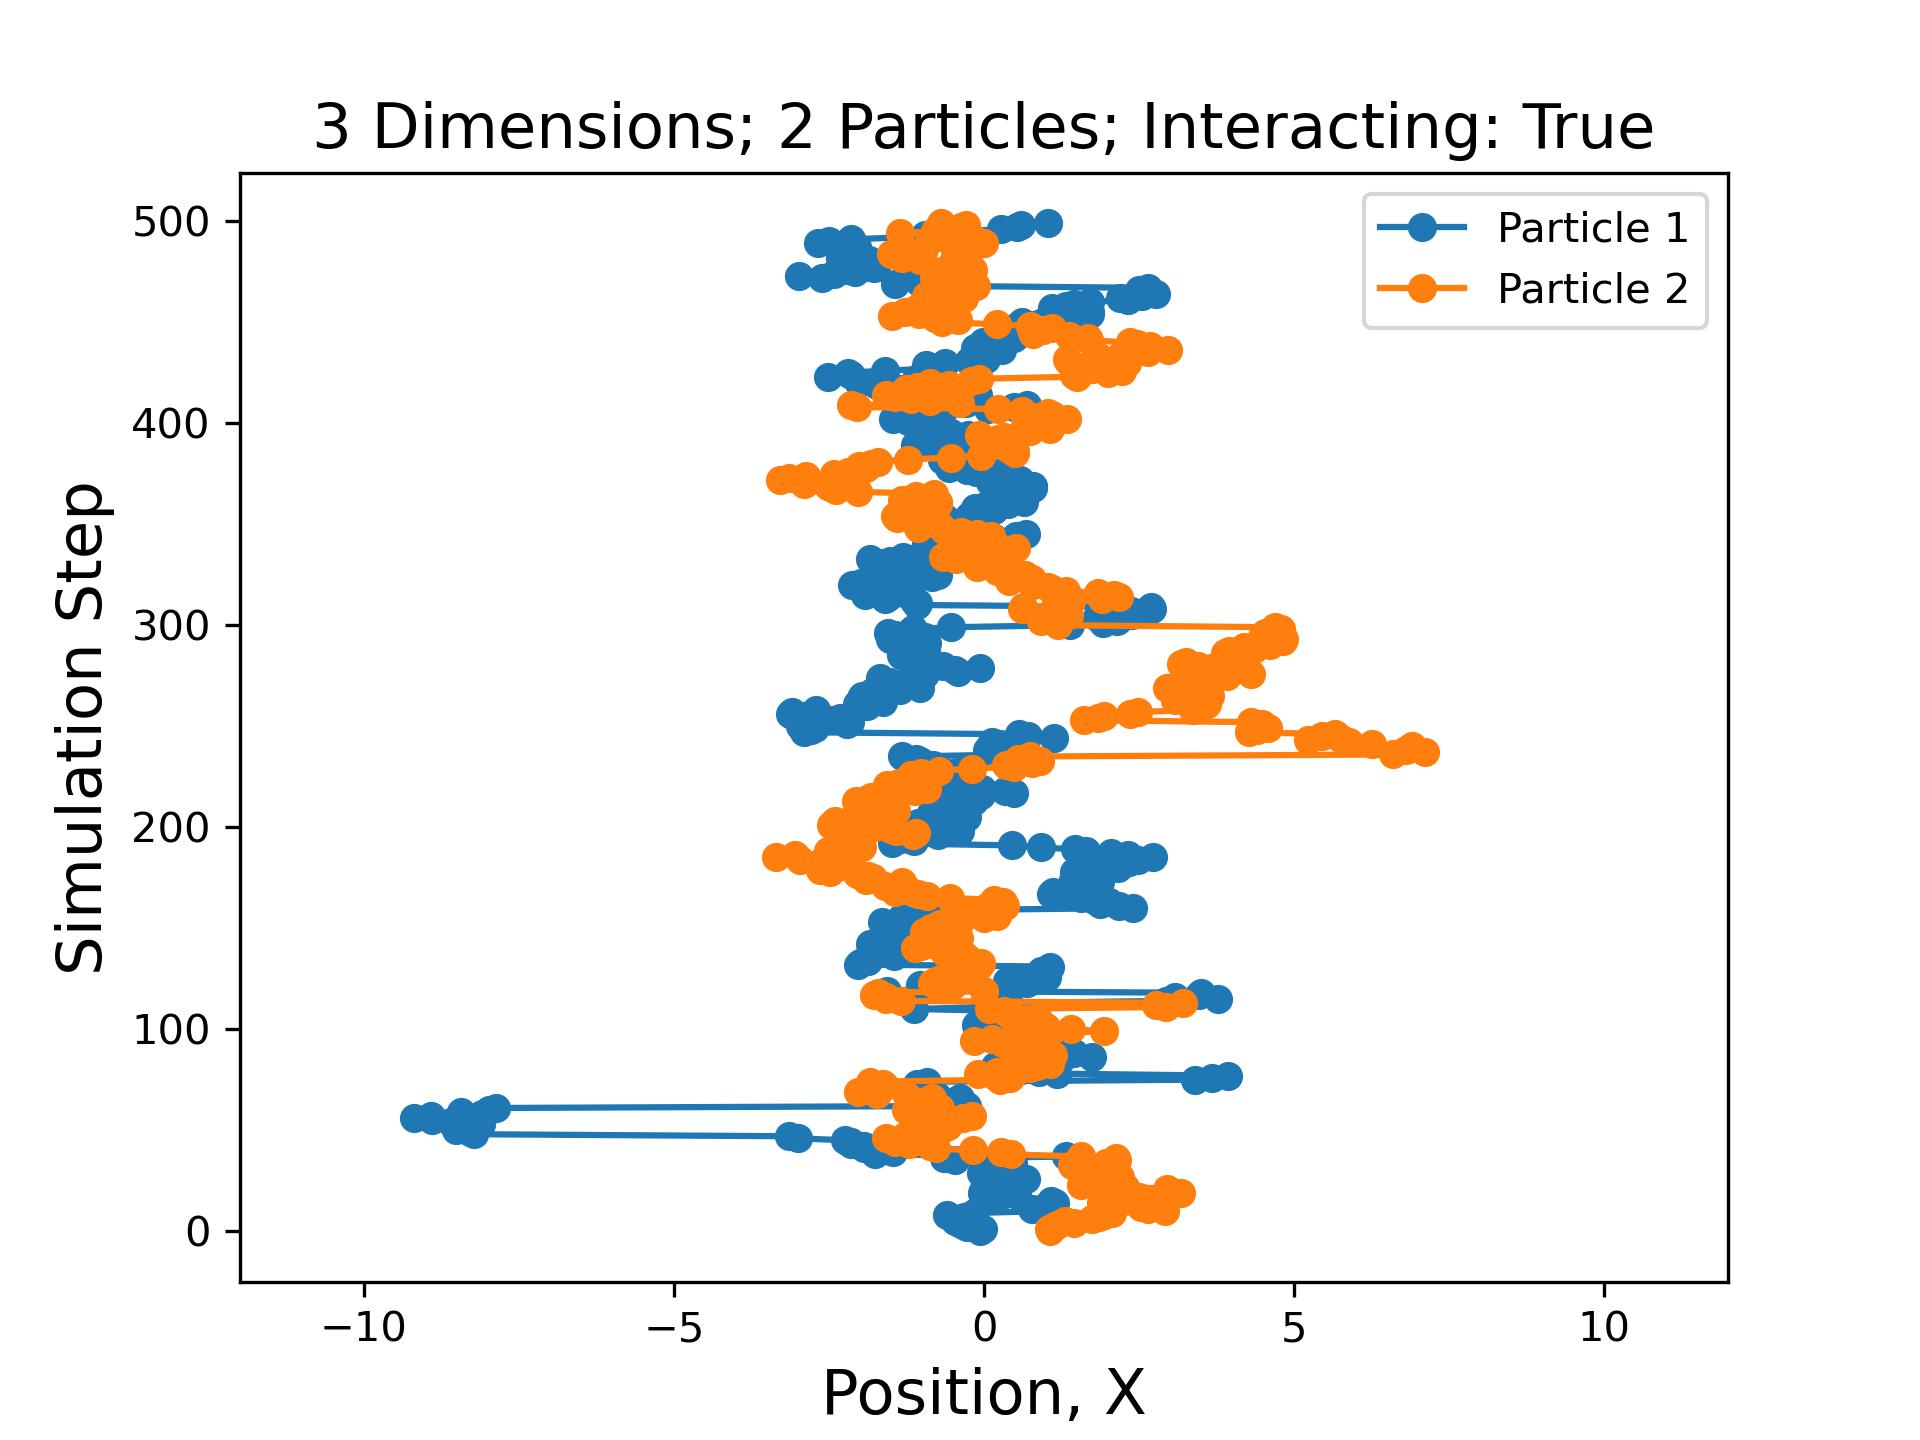 3 Dimensions; 2 Particles; Interacting: True
Particle 1
Particle 2
Simulation Step
500
400
300
200
100
0
−10
−5
0
5
10
Position, X